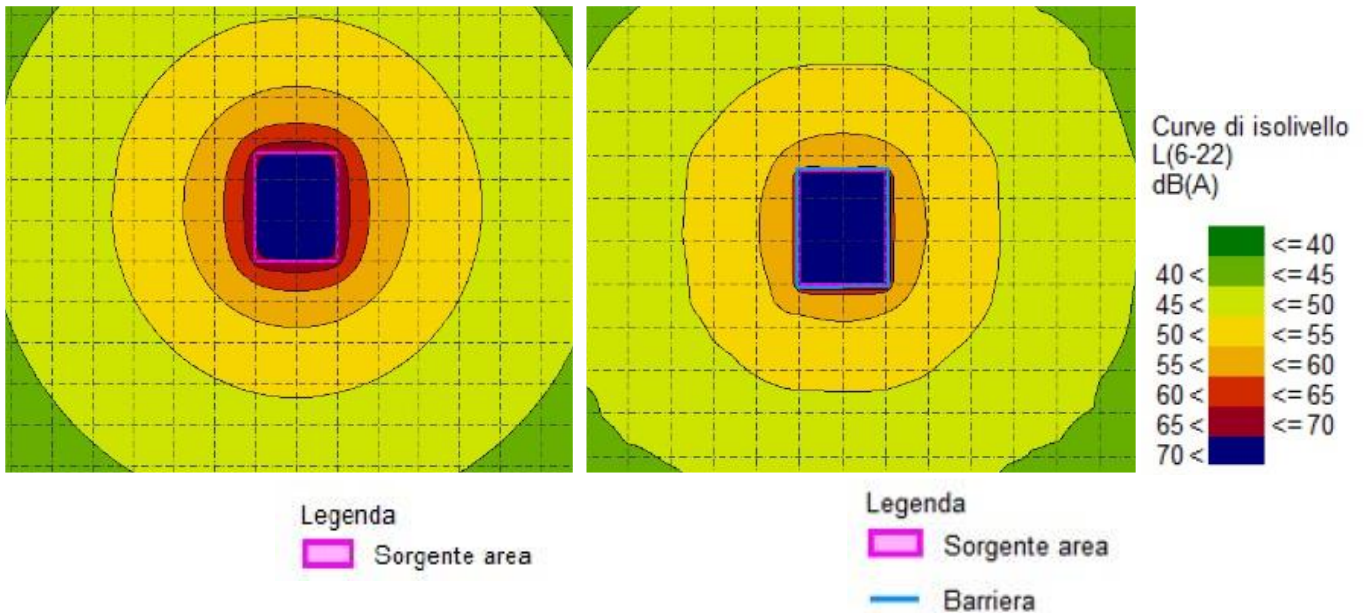 Curve di isolivello
L(6-22)
dB(A)
<= 40
40 < <= 45
45 < <= 50
50 < <= 55
55 < <= 60
60 < <= 65
65 < <= 70
70 <
Legenda
Sorgente area
Legenda
Sorgente area
Barriera